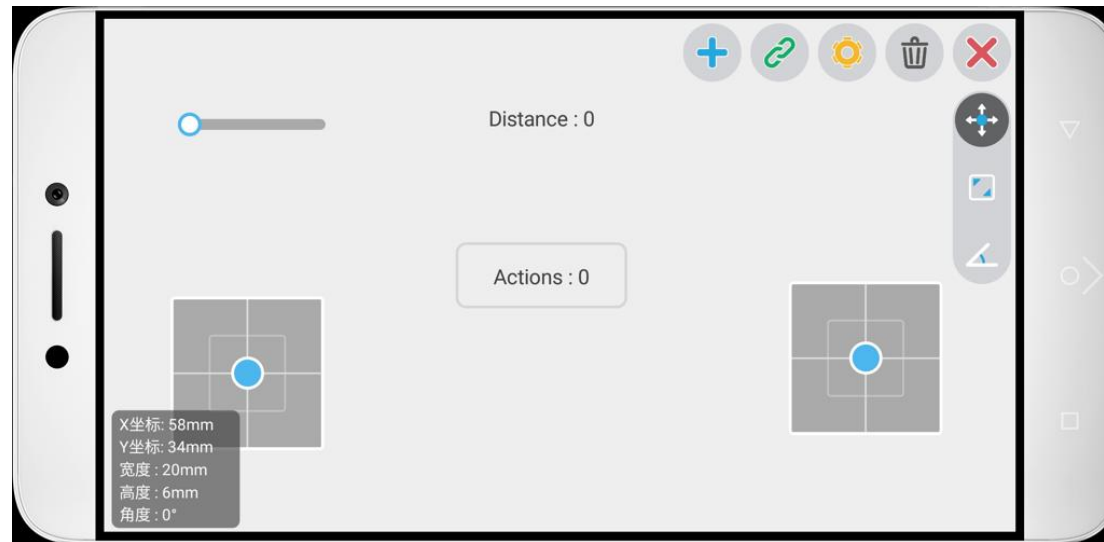 Distance : 0
Actions : 0
X坐标: 58mm
Y坐标: 34mm
宽度 : 20mm
高度 : 6mm
角度 : 0°